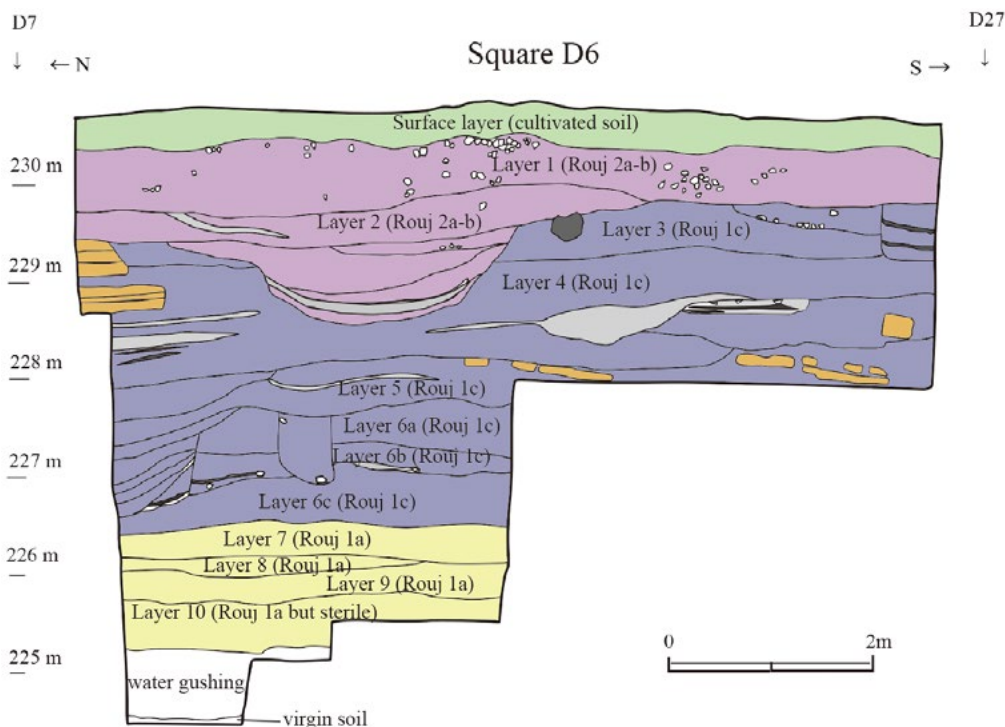 D7
D27
↓
← N
Square D6
S →
↓
Surface layer (cultivated soil)
230 m
Layer 1 (Rouj 2a-b)
Layer 2 (Rouj 2a-b)
Layer 3 (Rouj 1c)
229 m
Layer 4 (Rouj 1c)
228 m
Layer 5 (Rouj 1c)
Layer 6a (Rouj 1c)
Layer 6b (Rouj 1c)
227 m
Layer 6c (Rouj 1c)
Layer 7 (Rouj 1a)
226 m
Layer 8 (Rouj 1a)
Layer 9 (Rouj 1a)
Layer 10 (Rouj 1a but sterile)
0
2m
225 m
water gushing
virgin soil